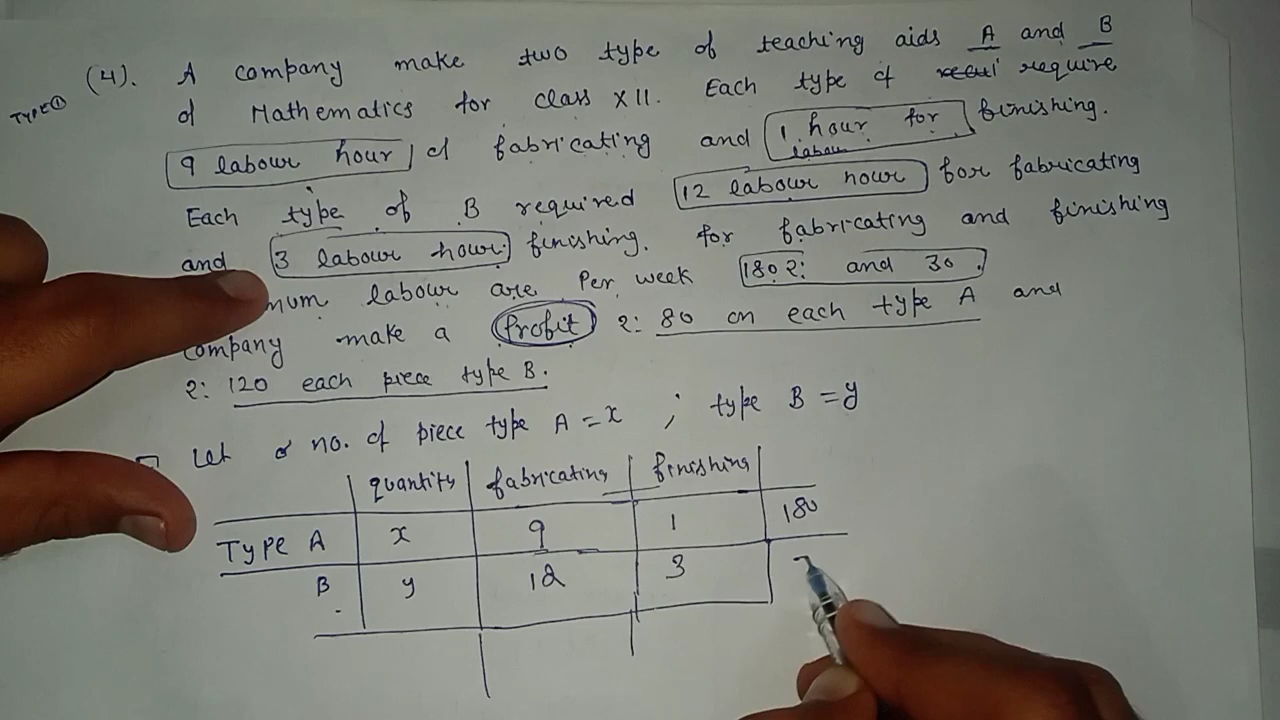 TYPE①
(4). A company make two type of teaching aids A and B
of Mathematics for class XII. Each type of require
9 labour hour of fabricating and 1 hour for finishing.
labour
Each type of B required 12 labour hour for fabricating
and 3 labour hour finishing. for fabricating and finishing
mum labour are per week 180 2: and 30.
company make a Profit 2: 80 on each type A and
2: 120 each piece type B.
Let no. of piece type A = x ; type B = y
quantity fabricating finishing
Type A x 9 1 180
B y 12 3